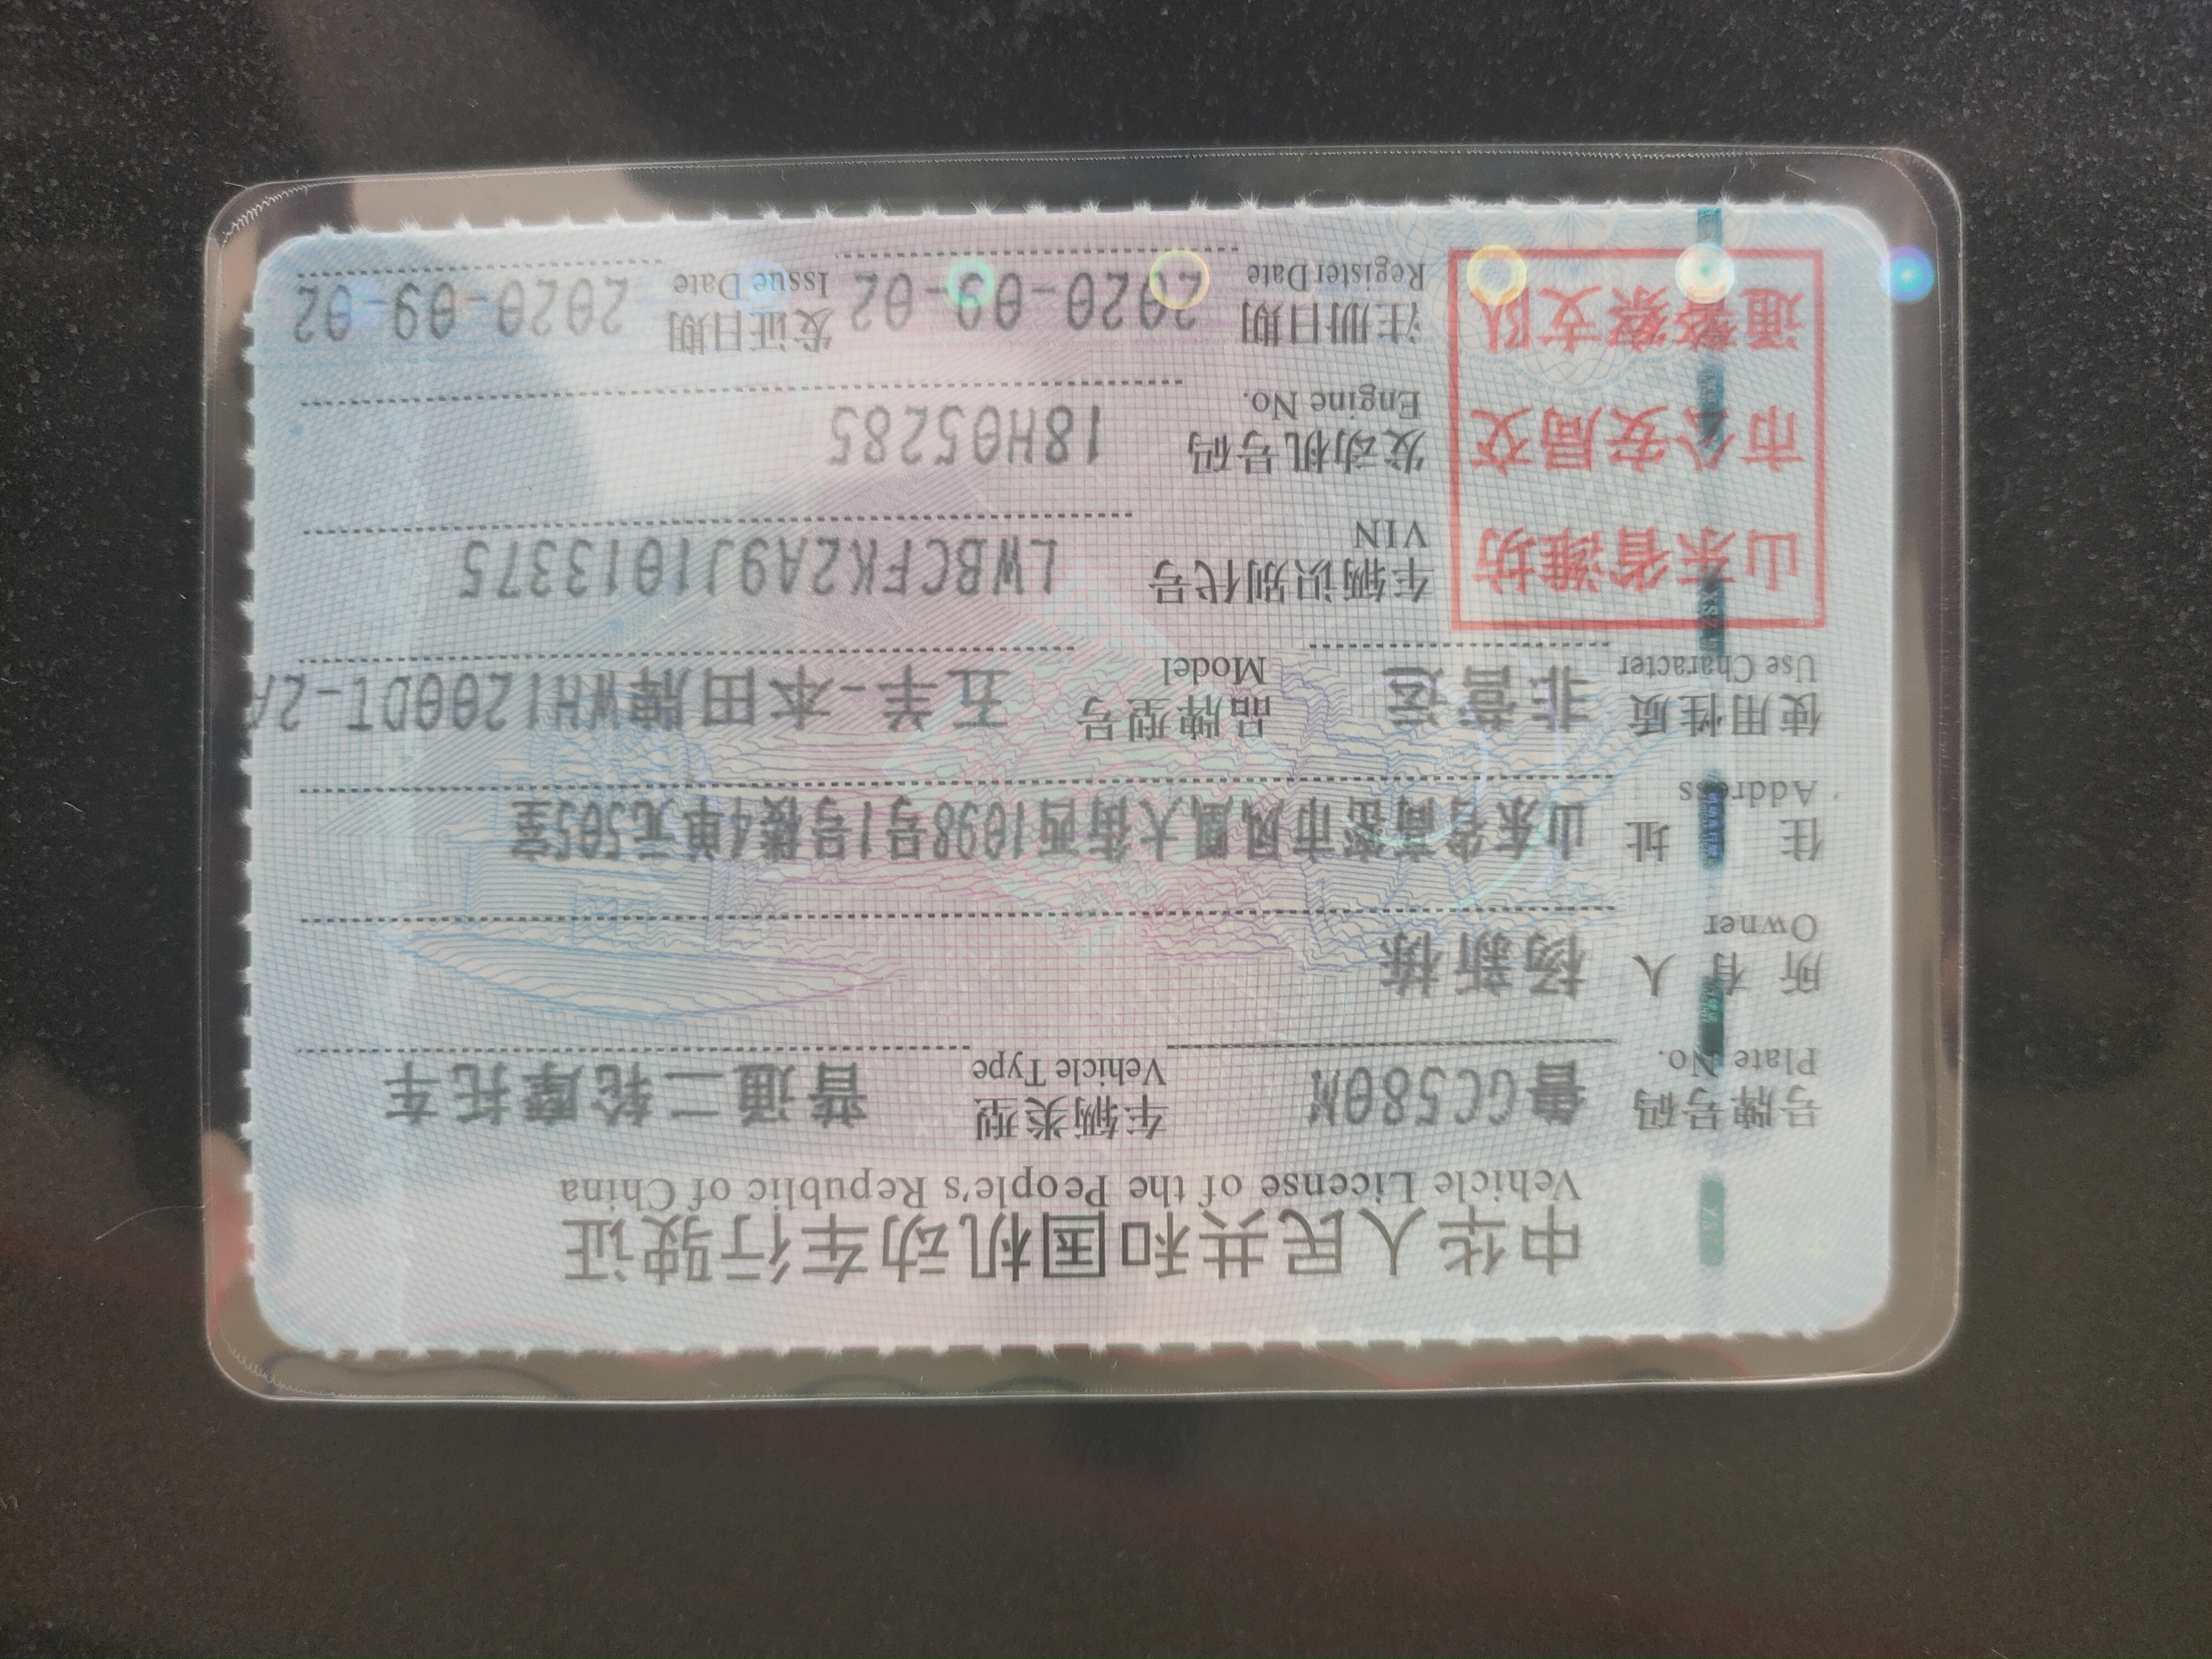 中华人民共和国机动车行驶证
Vehicle License of the People's Republic of China
号牌号码 鲁GC580M 车辆类型 普通二轮摩托车
Plate No. Vehicle Type
所有人 杨新栋
Owner
住址 山东省高密市凤凰大街西1098号1号楼4单元505室
Address
使用性质 非营运 品牌型号 五羊-本田牌WH1200DT-2A
Use Character Model
山东省潍坊
市公安局交
通警察支队
车辆识别代号 LWBCFK2A9J1013375
VIN
发动机号码 18H05285
Engine No.
注册日期 2020-09-02 发证日期 2020-09-02
Register Date Issue Date